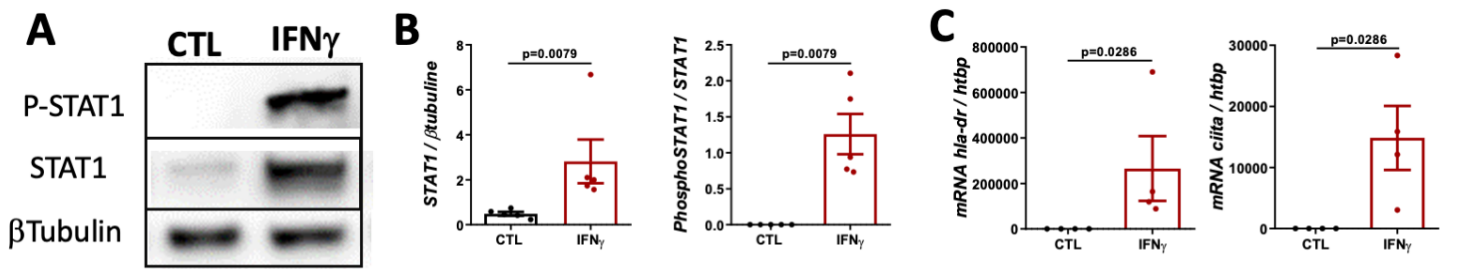 A
CTL IFNγ
P-STAT1
STAT1
βTubulin
B
STAT1 / βtubuline
8
6
4
2
0
p=0.0079
CTL IFNγ
PhosphoSTAT1 / STAT1
2.5
2.0
1.5
1.0
0.5
0.0
p=0.0079
CTL IFNγ
C
mRNA hla-dr / htbp
800000
600000
400000
200000
0
p=0.0286
CTL IFNγ
mRNA ciita / htbp
30000
20000
10000
0
p=0.0286
CTL IFNγ